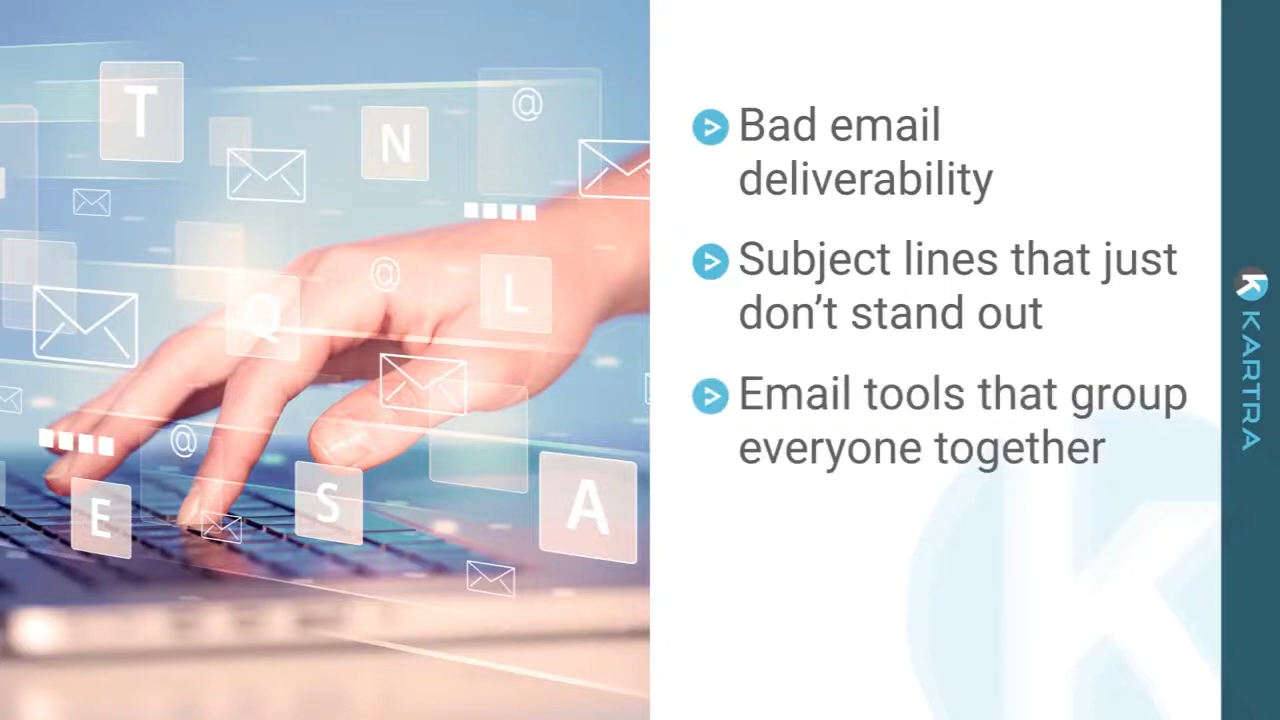 T
N
@
@
Q
L
@
E
S
A
Bad email
deliverability
Subject lines that just
don’t stand out
Email tools that group
everyone together
K
KARTRA
K